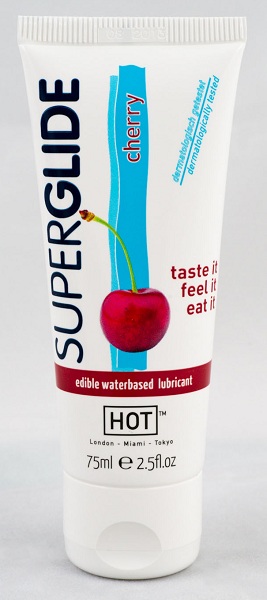 SUPERGLIDE
cherry
dermatologisch getestet
dermatologically tested
taste it
feel it
eat it
edible waterbased lubricant
HOT™
London - Miami - Tokyo
75ml ℮ 2.5fl.oz